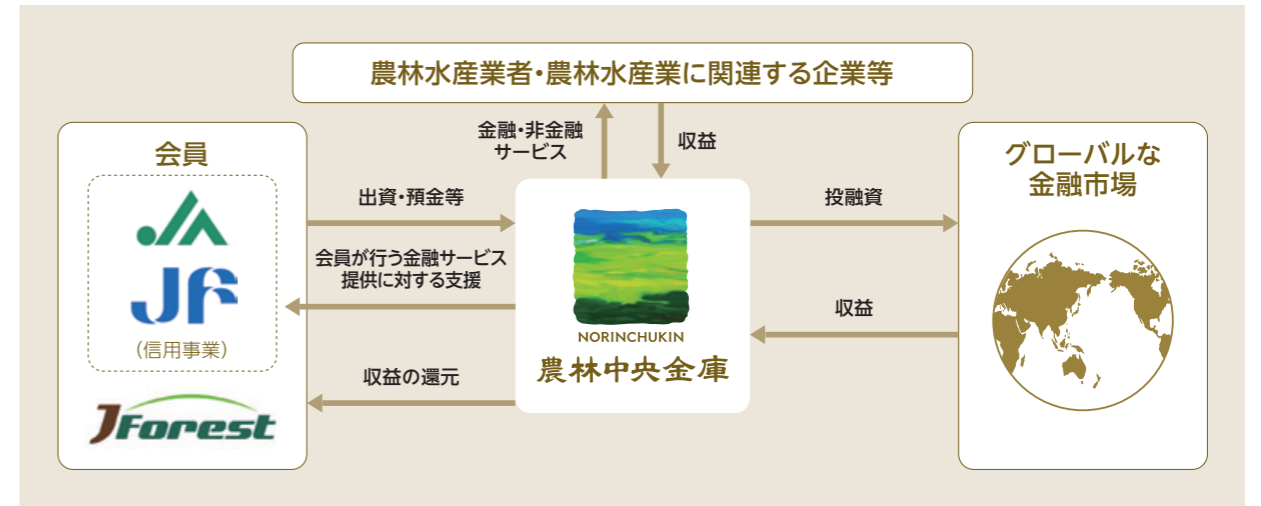 農林水産業者・農林水産業に関連する企業等
金融・非金融
サービス
収益
会員
JF
(信用事業)
JForest
出資・預金等
会員が行う金融サービス
提供に対する支援
収益の還元
NORINCHUKIN
農林中央金庫
投融資
収益
グローバルな
金融市場